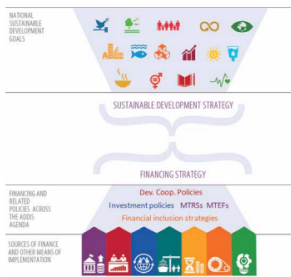 NATIONAL
SUSTAINABLE
DEVELOPMENT
GOALS
SUSTAINABLE DEVELOPMENT STRATEGY
FINANCING STRATEGY
FINANCING AND
RELATED
POLICIES ACROSS
THE ADDIS
AGENDA
Dev. Coop. Policies
Investment policies MTRSs MTEFs
Financial inclusion strategies
SOURCES OF FINANCE
AND OTHER MEANS OF
IMPLEMENTATION